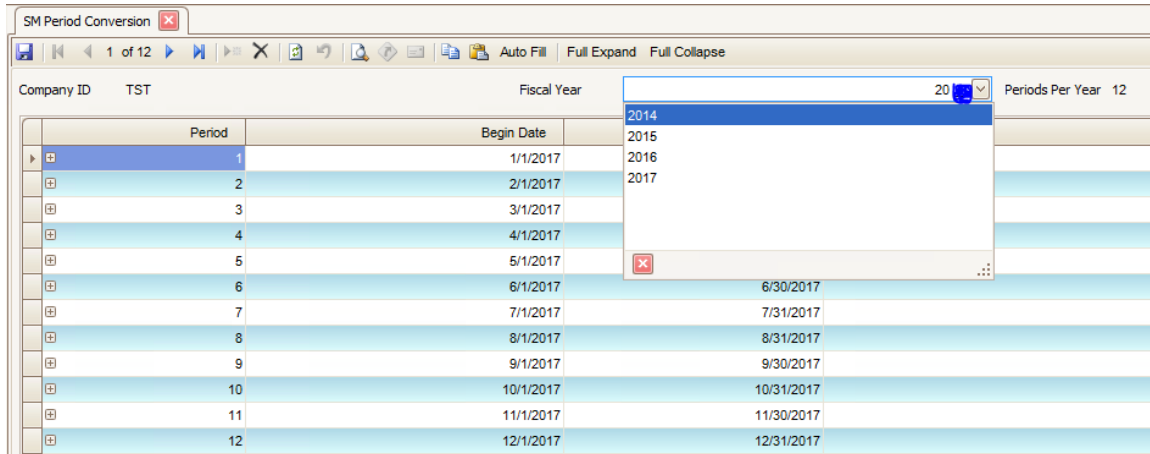 SM Period Conversion
1 of 12 Auto Fill Full Expand Full Collapse
Company ID TST Fiscal Year 20 Periods Per Year 12
2014
2015
2016
2017
Period Begin Date
1 1/1/2017
2 2/1/2017
3 3/1/2017
4 4/1/2017
5 5/1/2017
6 6/1/2017 6/30/2017
7 7/1/2017 7/31/2017
8 8/1/2017 8/31/2017
9 9/1/2017 9/30/2017
10 10/1/2017 10/31/2017
11 11/1/2017 11/30/2017
12 12/1/2017 12/31/2017